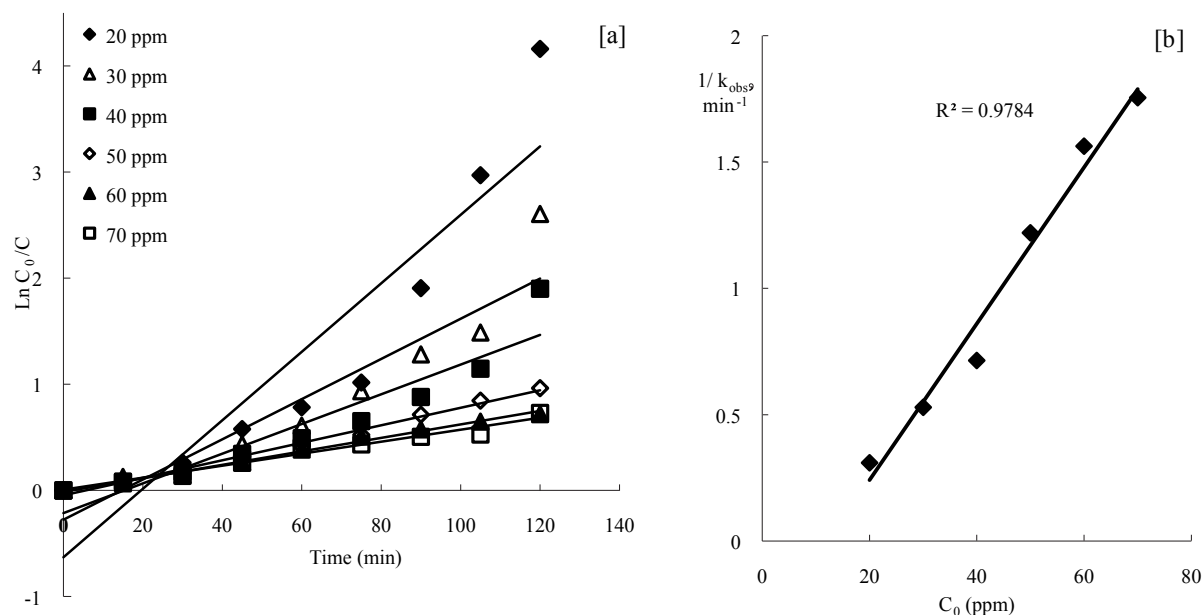 [a]
20 ppm
30 ppm
40 ppm
50 ppm
60 ppm
70 ppm
Ln C₀/C
4
3
2
1
0
-1
0 20 40 60 80 100 120 140
Time (min)
[b]
1/ kobs,
min⁻¹
R² = 0.9784
2
1.5
1
0.5
0
0 20 40 60 80
C₀ (ppm)